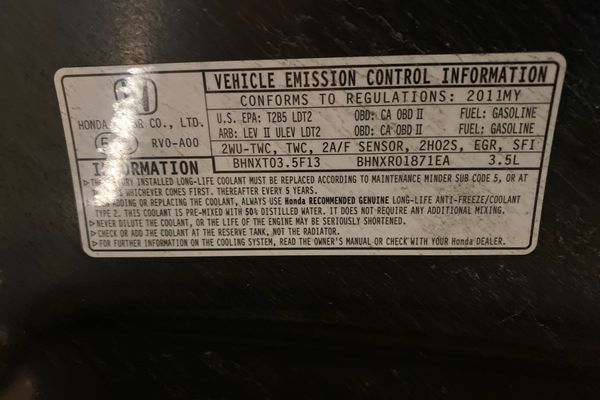 VEHICLE EMISSION CONTROL INFORMATION
CONFORMS TO REGULATIONS: 2011MY
HONDA CO., LTD.
U.S. EPA: T2B5 LDT2 OBD: CA OBD II FUEL: GASOLINE
ARB: LEV II ULEV LDT2 OBD: CA OBD II FUEL: GASOLINE
RVO-A00
2WU-TWC, TWC, 2A/F SENSOR, 2HO2S, EGR, SFI
BHNXT03.5F13 BHNXR01871EA 3.5L
INFORMATION
▷ INSTALLED LONG-LIFE COOLANT MUST BE REPLACED ACCORDING TO MAINTENANCE MINDER SUB CODE 5, OR AT
WHICHEVER COMES FIRST. THEREAFTER EVERY 5 YEARS.
ADDING OR REPLACING THE COOLANT, ALWAYS USE Honda RECOMMENDED GENUINE LONG-LIFE ANTI-FREEZE/COOLANT
TYPE 2. THIS COOLANT IS PRE-MIXED WITH 50% DISTILLED WATER. IT DOES NOT REQUIRE ANY ADDITIONAL MIXING.
▷NEVER DILUTE THE COOLANT, OR THE LIFE OF THE ENGINE MAY BE SERIOUSLY SHORTENED.
▷CHECK OR ADD THE COOLANT AT THE RESERVE TANK, NOT THE RADIATOR.
▷FOR FURTHER INFORMATION ON THE COOLING SYSTEM, READ THE OWNER'S MANUAL OR CHECK WITH YOUR Honda DEALER.